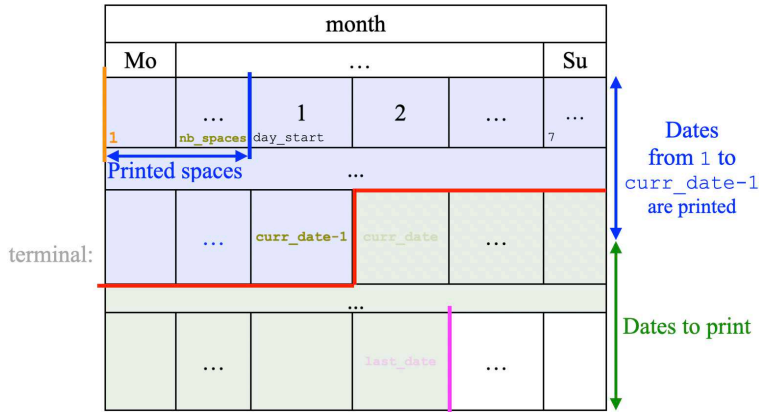 month
Mo ... Su
... 1 2 ... ...
1 nb_spaces day_start 7
Printed spaces
...
Dates
from 1 to
curr_date-1
are printed
... curr_date-1 curr_date ...
terminal:
...
Dates to print
... last_date ...